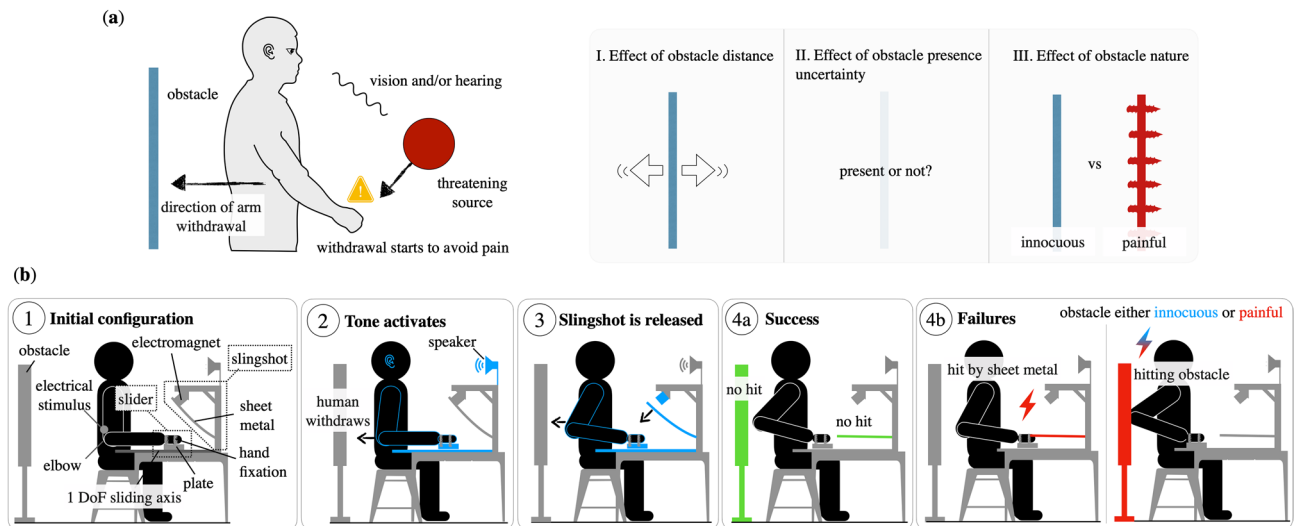 (a)
obstacle
vision and/or hearing
threatening
source
direction of arm
withdrawal
withdrawal starts to avoid pain
I. Effect of obstacle distance
II. Effect of obstacle presence
uncertainty
present or not?
III. Effect of obstacle nature
vs
innocuous
painful
(b)
1 Initial configuration
obstacle
electromagnet
slingshot
electrical
stimulus
slider
sheet
metal
elbow
hand
fixation
plate
1 DoF sliding axis
2 Tone activates
speaker
human
withdraws
3 Slingshot is released
4a Success
no hit
no hit
4b Failures
obstacle either innocuous or painful
hit by sheet metal
hitting obstacle